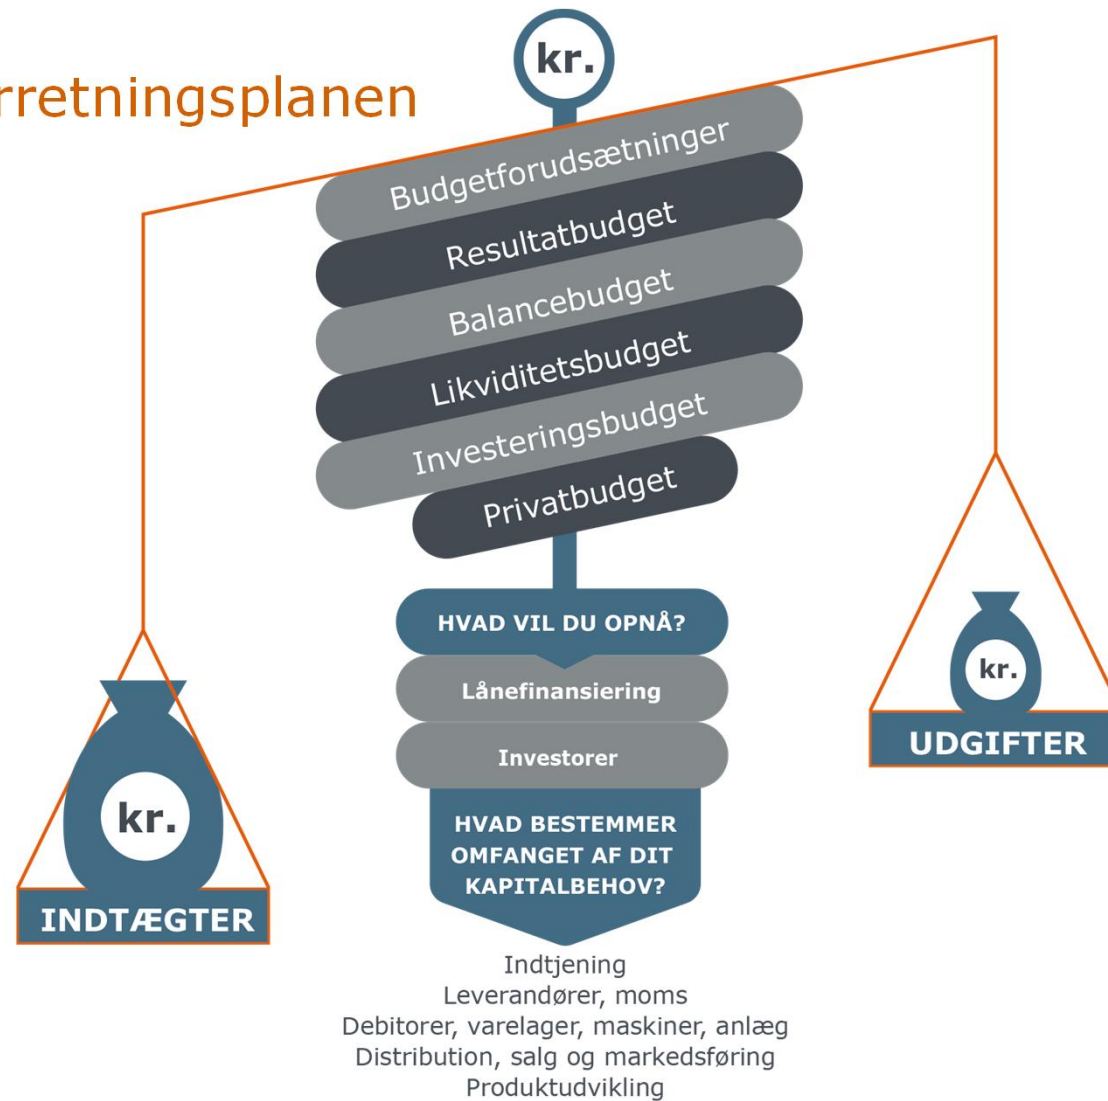 kr.
rretningsplanen
Budgetforudsætninger
Resultatbudget
Balancebudget
Likviditetsbudget
Investeringsbudget
Privatbudget
HVAD VIL DU OPNÅ?
Lånefinansiering
Investorer
kr.
UDGIFTER
kr.
INDTÆGTER
HVAD BESTEMMER
OMFANGET AF DIT
KAPITALBEHOV?
Indtjening
Leverandører, moms
Debitorer, varelager, maskiner, anlæg
Distribution, salg og markedsføring
Produktudvikling